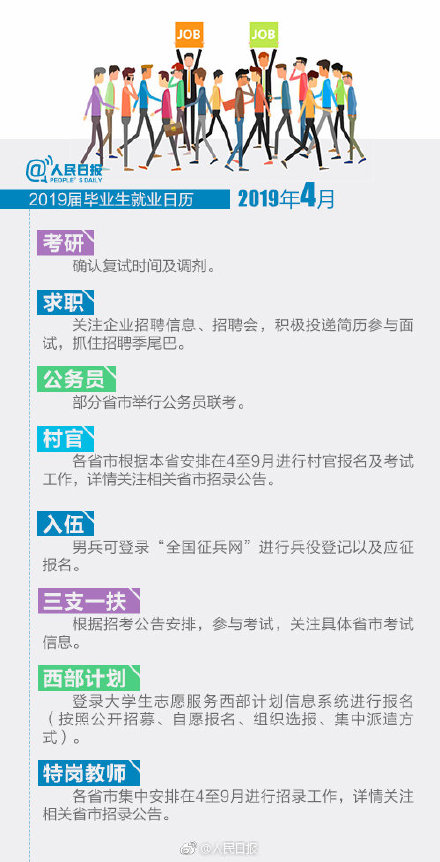 JOB
JOB
@人民日报
PEOPLE'S DAILY
2019届毕业生就业日历
2019年4月
考研
确认复试时间及调剂。
求职
关注企业招聘信息、招聘会，积极投递简历参与面
试，抓住招聘季尾巴。
公务员
部分省市举行公务员联考。
村官
各省市根据本省安排在4至9月进行村官报名及考试
工作，详情关注相关省市招录公告。
入伍
男兵可登录“全国征兵网”进行兵役登记以及应征
报名。
三支一扶
根据招考公告安排，参与考试，关注具体省市考试
信息。
西部计划
登录大学生志愿服务西部计划信息系统进行报名
（按照公开招募、自愿报名、组织选报、集中派遣方
式）。
特岗教师
各省市集中安排在4至9月进行招录工作，详情关注
相关省市招录公告。
@人民日报